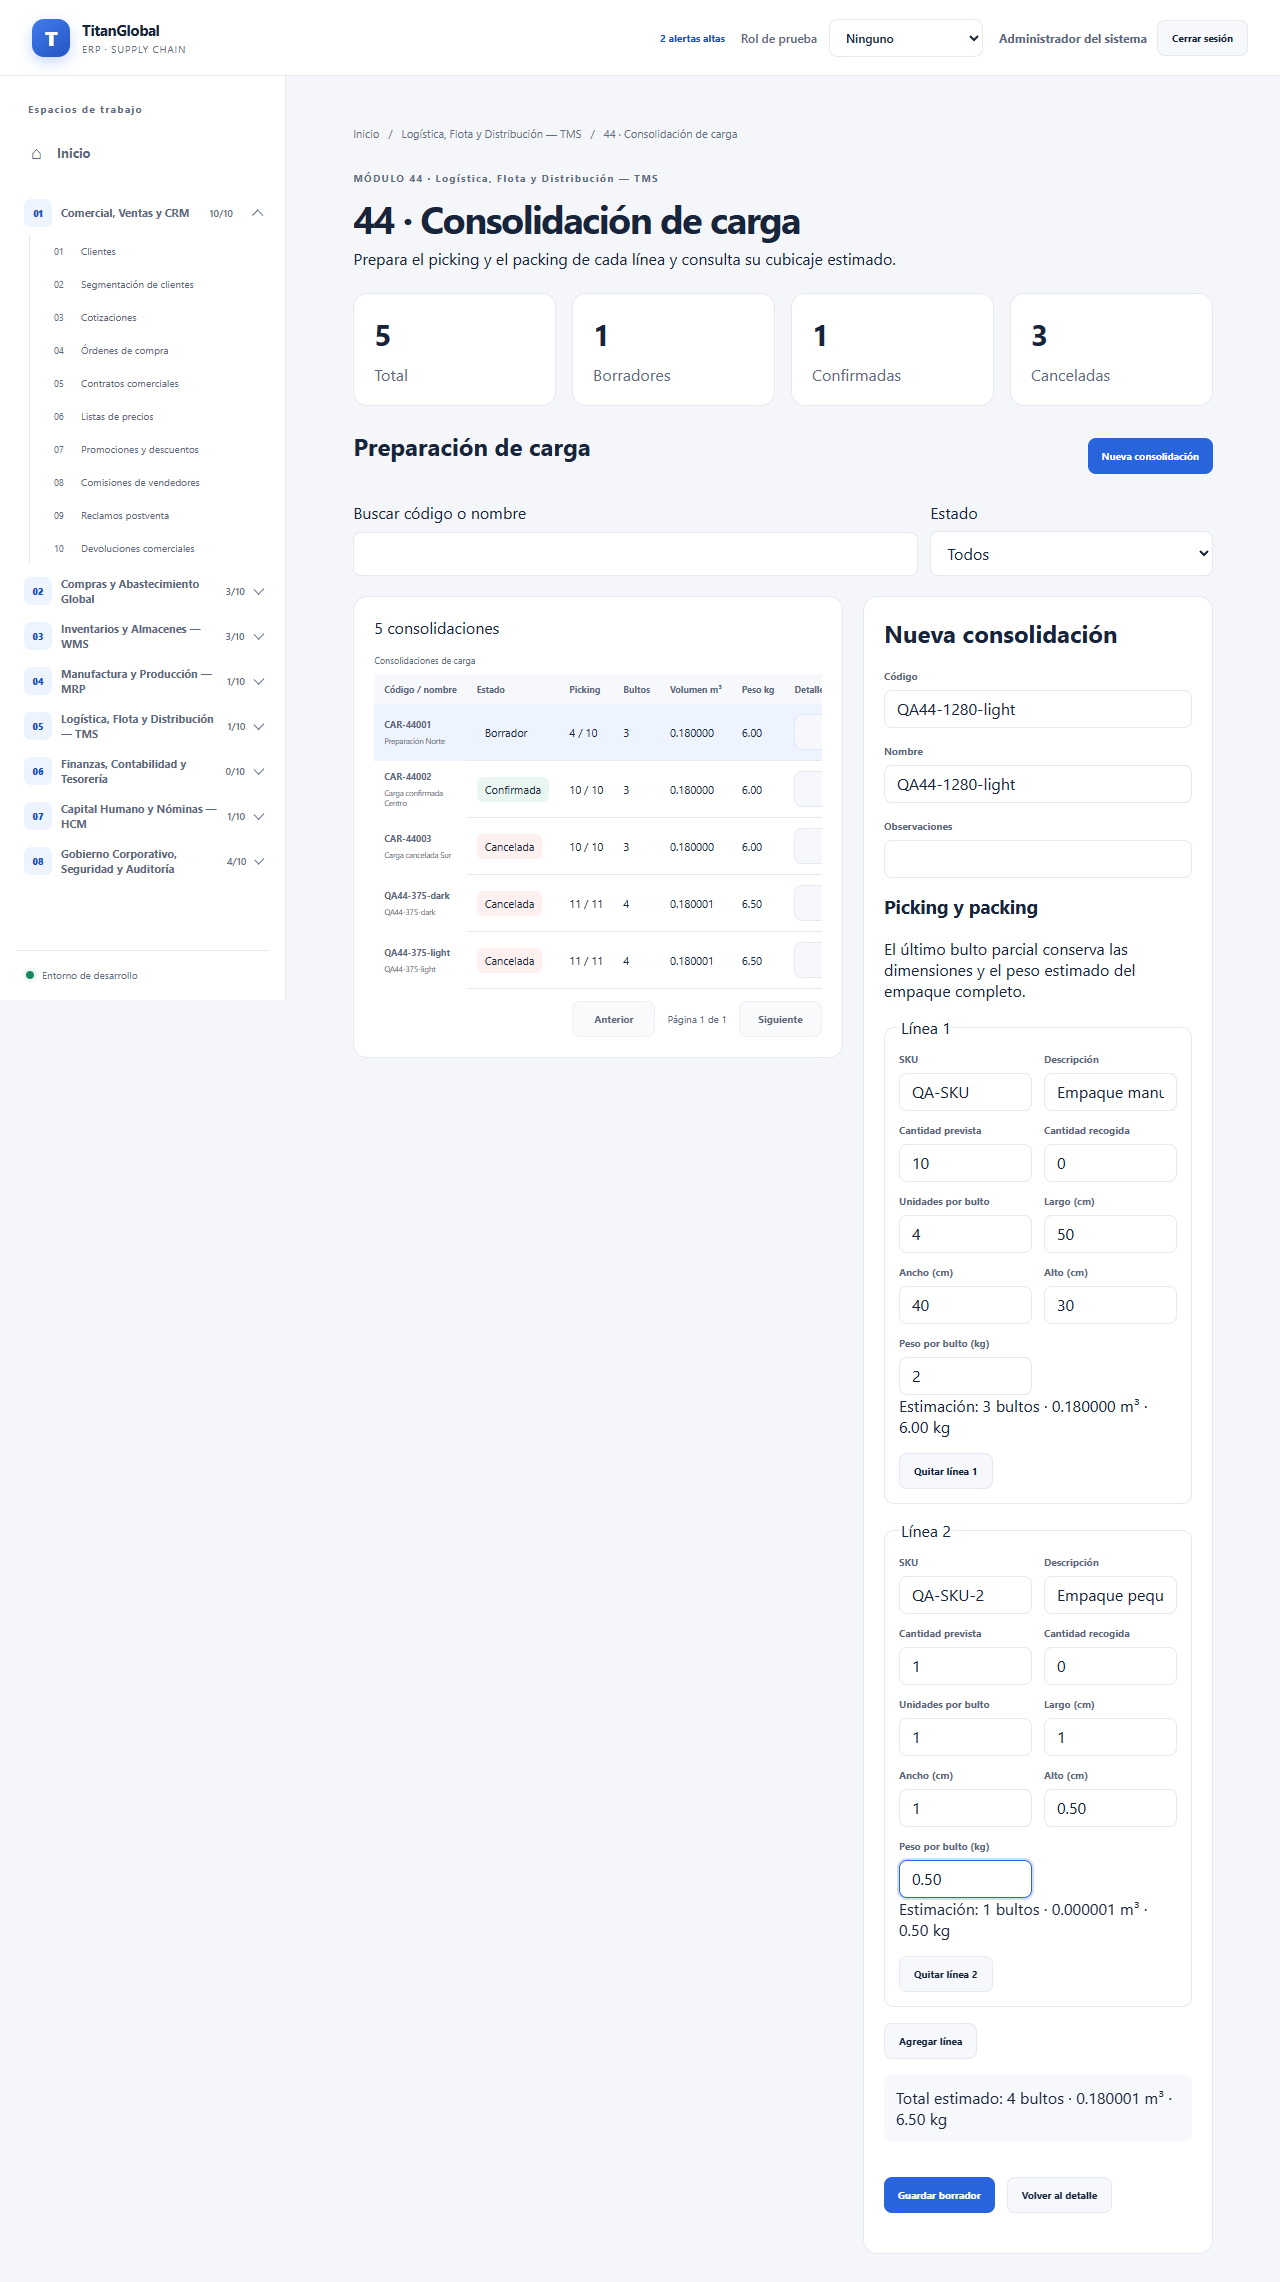 T
TitanGlobal
ERP · SUPPLY CHAIN
2 alertas altas
Rol de prueba
Ninguno
Administrador del sistema
Cerrar sesión
Espacios de trabajo
Inicio
01 Comercial, Ventas y CRM 10/10
01 Clientes
02 Segmentación de clientes
03 Cotizaciones
04 Órdenes de compra
05 Contratos comerciales
06 Listas de precios
07 Promociones y descuentos
08 Comisiones de vendedores
09 Reclamos postventa
10 Devoluciones comerciales
02 Compras y Abastecimiento
Global 3/10
03 Inventarios y Almacenes —
WMS 3/10
04 Manufactura y Producción —
MRP 1/10
05 Logística, Flota y Distribución
— TMS 1/10
06 Finanzas, Contabilidad y
Tesorería 0/10
07 Capital Humano y Nóminas —
HCM 1/10
08 Gobierno Corporativo,
Seguridad y Auditoría 4/10
Entorno de desarrollo
Inicio / Logística, Flota y Distribución — TMS / 44 · Consolidación de carga
MÓDULO 44 · Logística, Flota y Distribución — TMS
44 · Consolidación de carga
Prepara el picking y el packing de cada línea y consulta su cubicaje estimado.
5
Total
1
Borradores
1
Confirmadas
3
Canceladas
Preparación de carga
Nueva consolidación
Buscar código o nombre
Estado
Todos
5 consolidaciones
Consolidaciones de carga
Código / nombre Estado Picking Bultos Volumen m³ Peso kg Detalle
CAR-44001
Preparación Norte
Borrador 4 / 10 3 0.180000 6.00
CAR-44002
Carga confirmada
Centro
Confirmada 10 / 10 3 0.180000 6.00
CAR-44003
Carga cancelada Sur
Cancelada 10 / 10 3 0.180000 6.00
QA44-375-dark
QA44-375-dark
Cancelada 11 / 11 4 0.180001 6.50
QA44-375-light
QA44-375-light
Cancelada 11 / 11 4 0.180001 6.50
Anterior Página 1 de 1 Siguiente
Nueva consolidación
Código
QA44-1280-light
Nombre
QA44-1280-light
Observaciones
Picking y packing
El último bulto parcial conserva las
dimensiones y el peso estimado del
empaque completo.
Línea 1
SKU Descripción
QA-SKU Empaque manu
Cantidad prevista Cantidad recogida
10 0
Unidades por bulto Largo (cm)
4 50
Ancho (cm) Alto (cm)
40 30
Peso por bulto (kg)
2
Estimación: 3 bultos · 0.180000 m³ ·
6.00 kg
Quitar línea 1
Línea 2
SKU Descripción
QA-SKU-2 Empaque pequ
Cantidad prevista Cantidad recogida
1 0
Unidades por bulto Largo (cm)
1 1
Ancho (cm) Alto (cm)
1 0.50
Peso por bulto (kg)
0.50
Estimación: 1 bultos · 0.000001 m³ ·
0.50 kg
Quitar línea 2
Agregar línea
Total estimado: 4 bultos · 0.180001 m³ ·
6.50 kg
Guardar borrador Volver al detalle